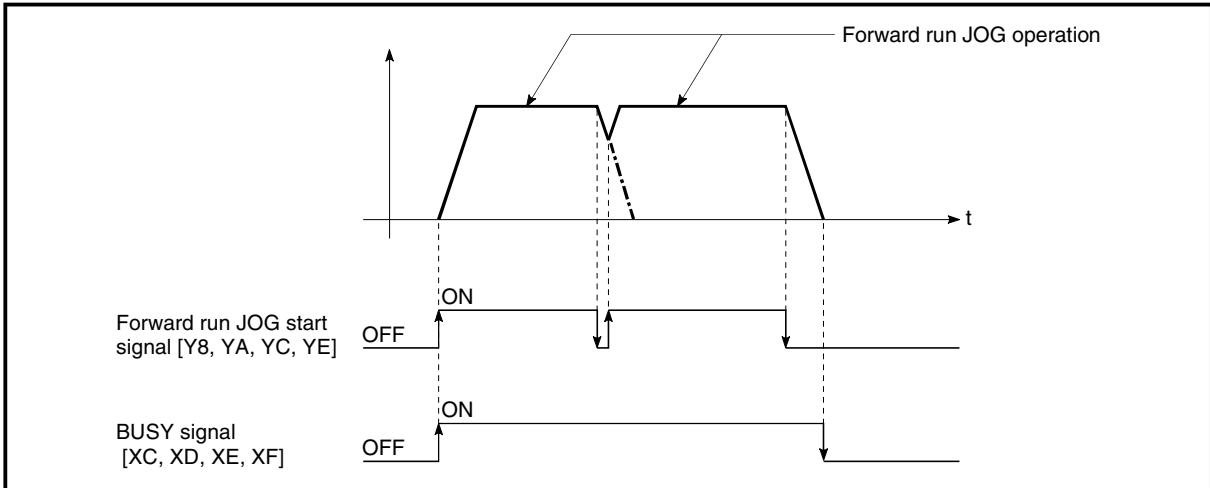 Forward run JOG operation
t
ON
Forward run JOG start
signal [Y8, YA, YC, YE]
OFF
ON
BUSY signal
[XC, XD, XE, XF]
OFF